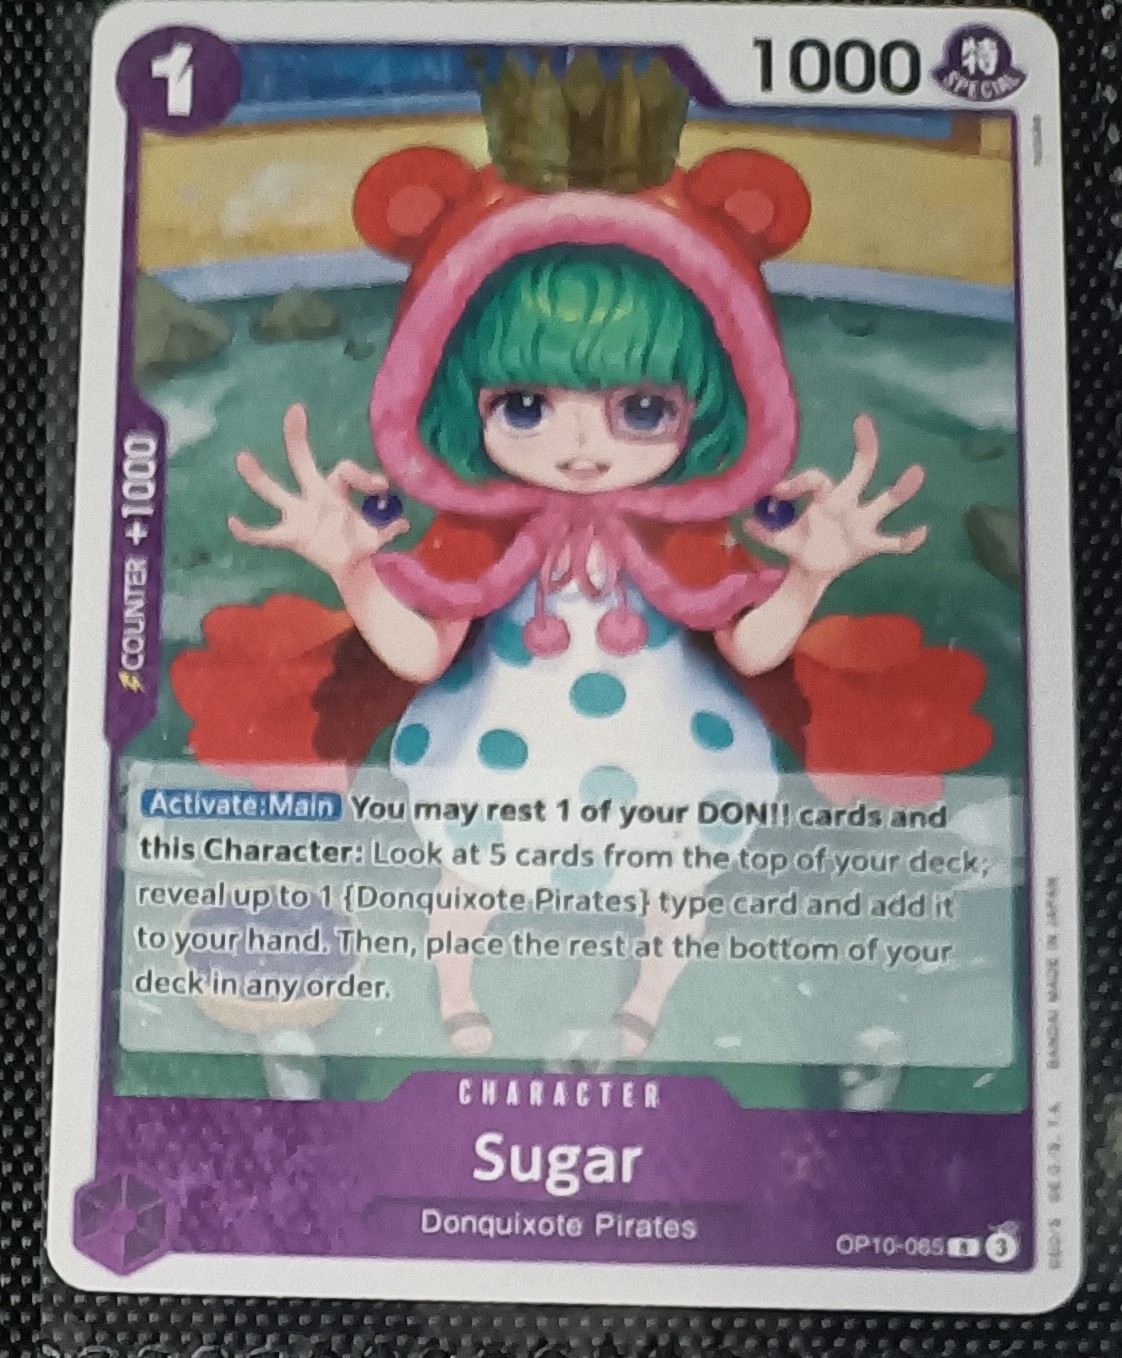 1
1000
特
SPECIAL
COUNTER +1000
Activate:Main You may rest 1 of your DON!! cards and
this Character: Look at 5 cards from the top of your deck;
reveal up to 1 {Donquixote Pirates} type card and add it
to your hand. Then, place the rest at the bottom of your
deck in any order.
CHARACTER
Sugar
Donquixote Pirates
OP10-065 R 3
BANDAI MADE IN JAPAN